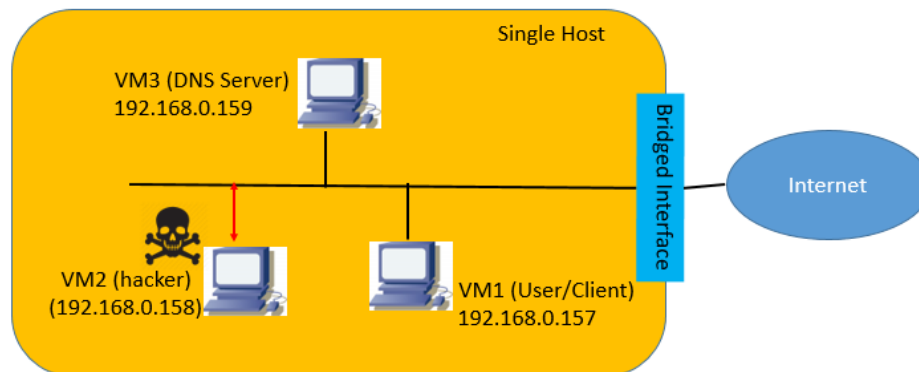 Single Host
VM3 (DNS Server)
192.168.0.159
Bridged Interface
Internet
VM2 (hacker)
(192.168.0.158)
VM1 (User/Client)
192.168.0.157